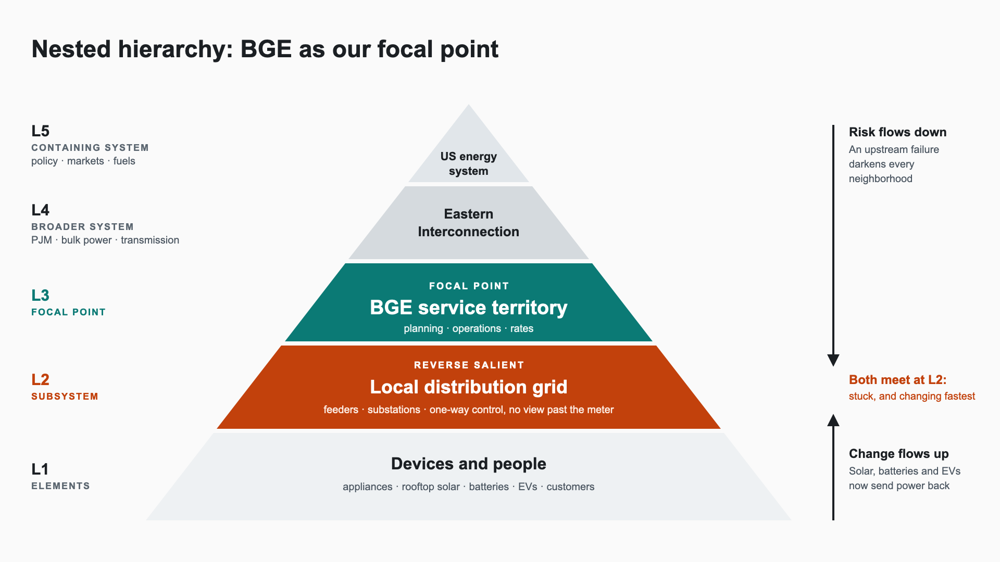 Nested hierarchy: BGE as our focal point
L5
CONTAINING SYSTEM
policy · markets · fuels
US energy
system
Risk flows down
An upstream failure
darkens every
neighborhood
L4
BROADER SYSTEM
PJM · bulk power · transmission
Eastern
Interconnection
L3
FOCAL POINT
FOCAL POINT
BGE service territory
planning · operations · rates
L2
SUBSYSTEM
REVERSE SALIENT
Local distribution grid
feeders · substations · one-way control, no view past the meter
Both meet at L2:
stuck, and changing fastest
L1
ELEMENTS
Devices and people
appliances · rooftop solar · batteries · EVs · customers
Change flows up
Solar, batteries and EVs
now send power back